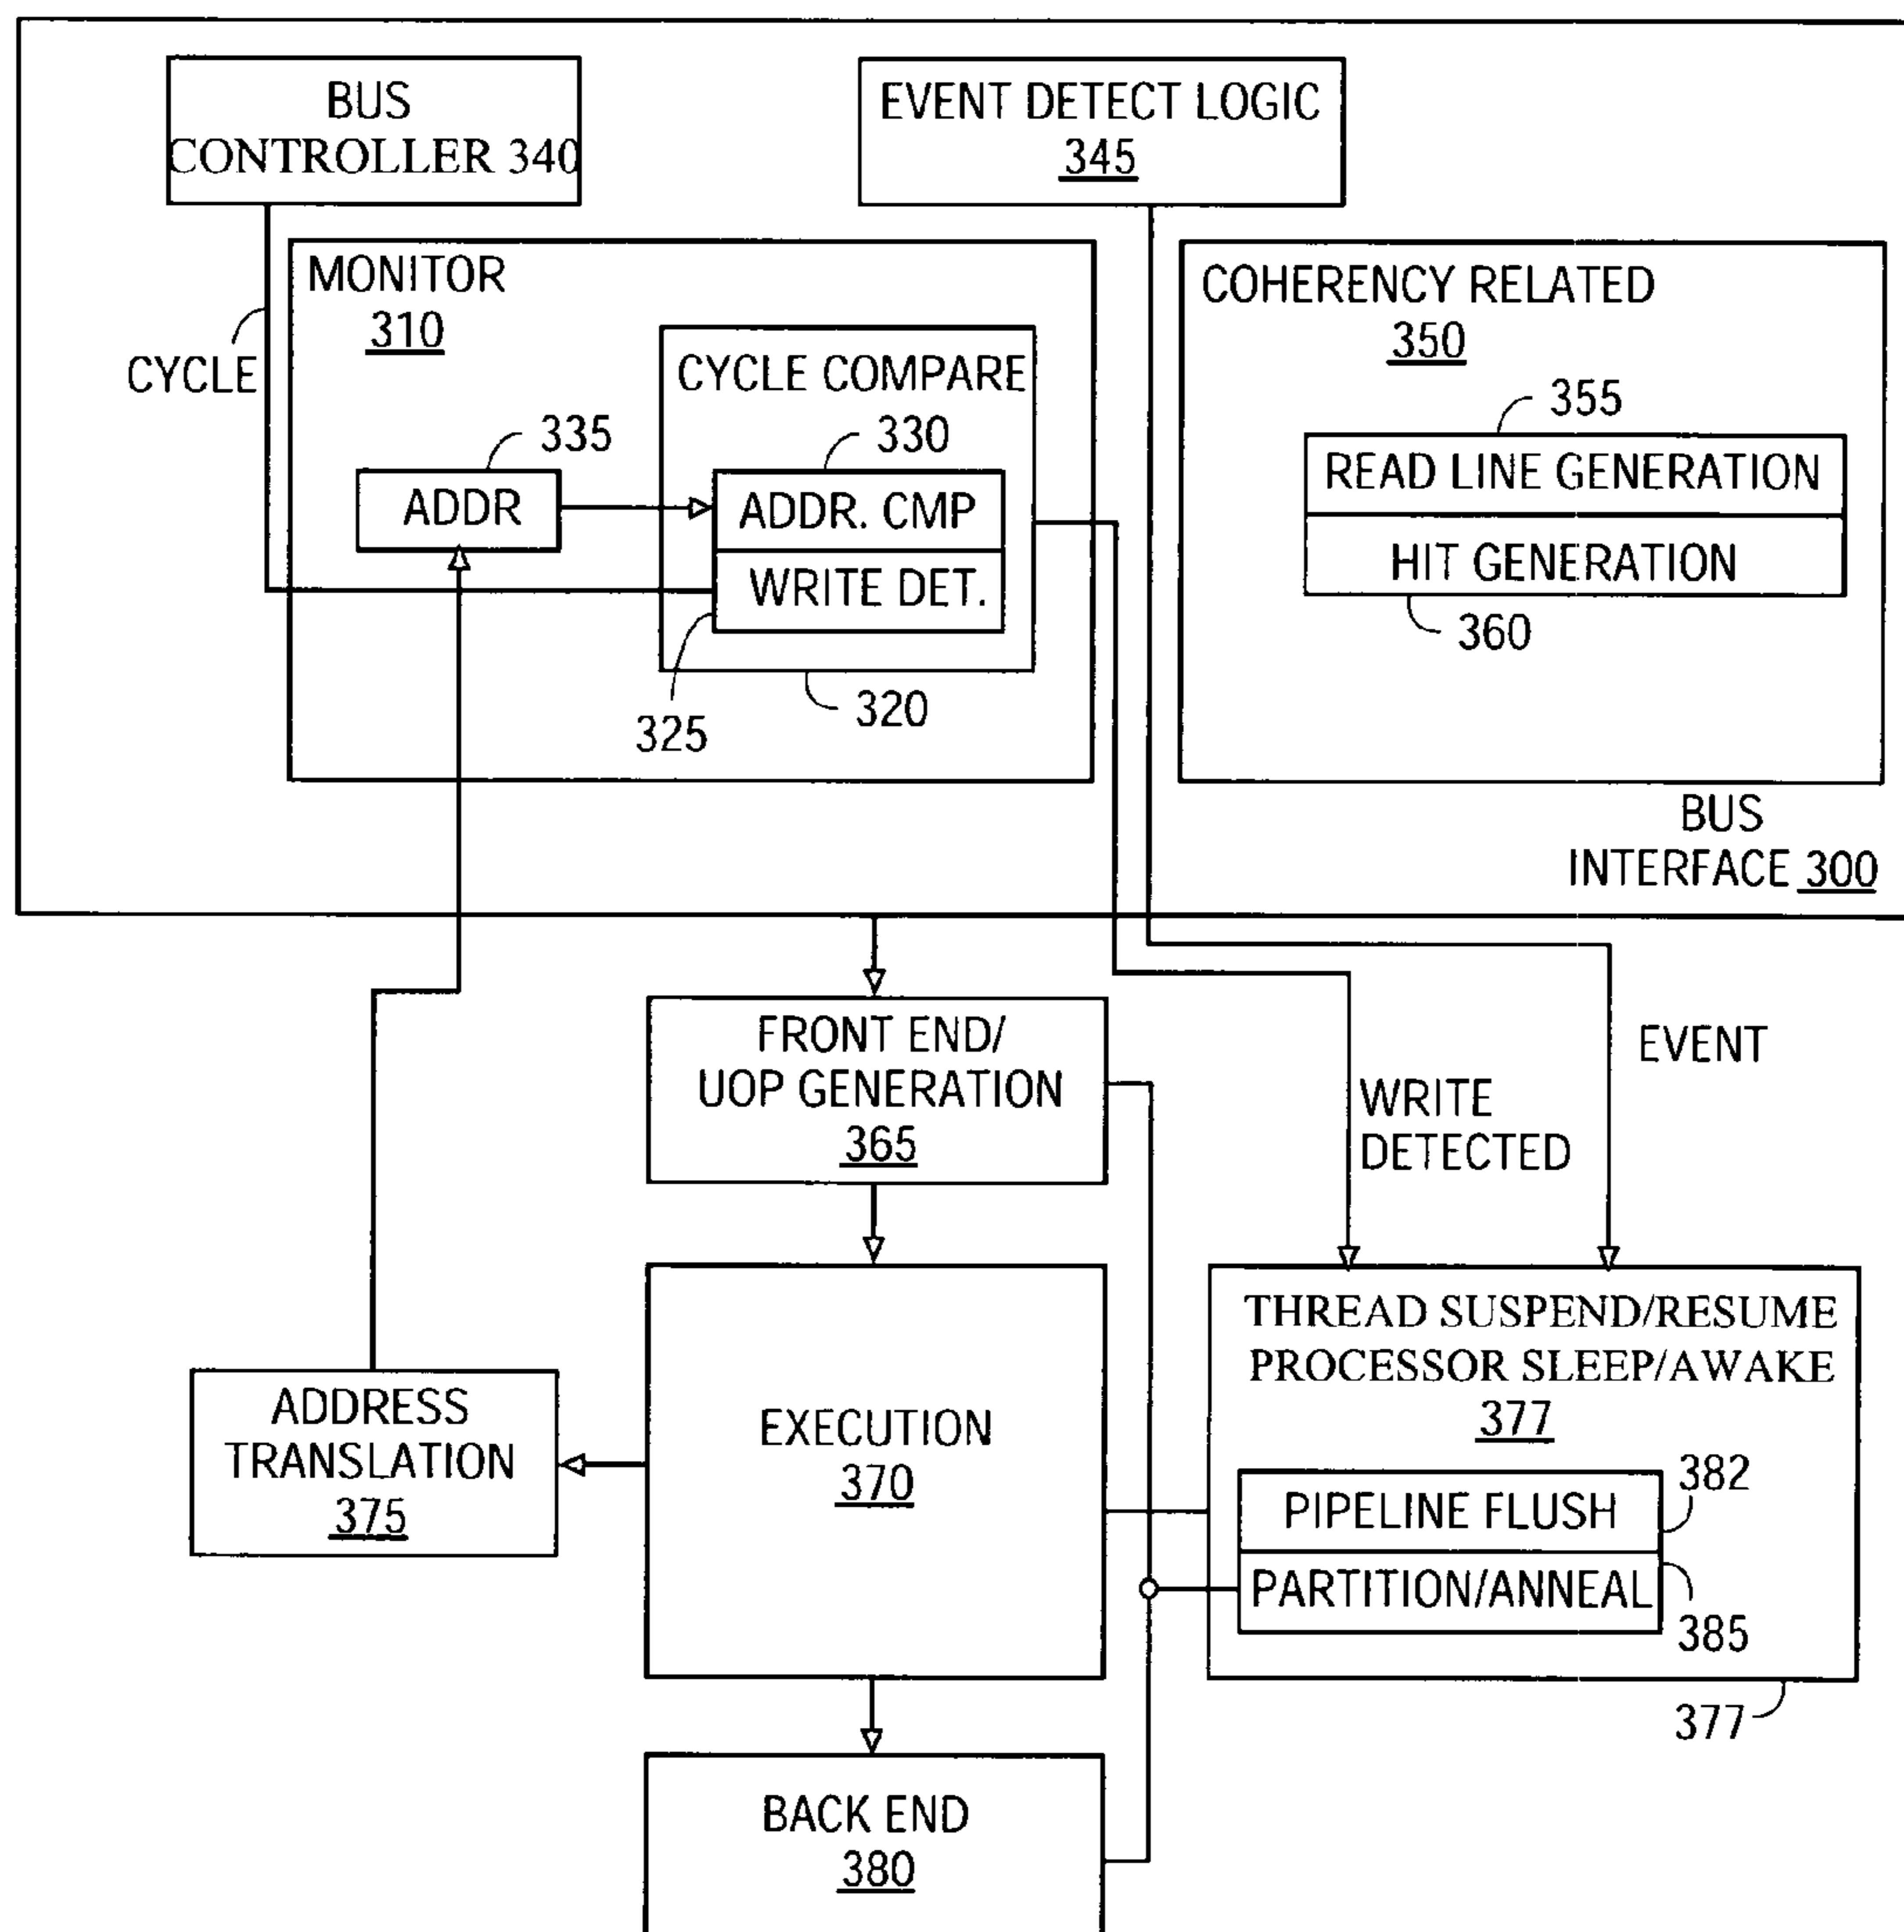 BUS
CONTROLLER 340
EVENT DETECT LOGIC
345
MONITOR
310
COHERENCY RELATED
350
CYCLE
CYCLE COMPARE
335
330
355
ADDR
ADDR. CMP
READ LINE GENERATION
WRITE DET.
HIT GENERATION
325
320
360
BUS
INTERFACE 300
FRONT END/
UOP GENERATION
365
EVENT
WRITE
DETECTED
THREAD SUSPEND/RESUME
PROCESSOR SLEEP/AWAKE
377
ADDRESS
TRANSLATION
375
EXECUTION
370
382
PIPELINE FLUSH
PARTITION/ANNEAL
385
377
BACK END
380